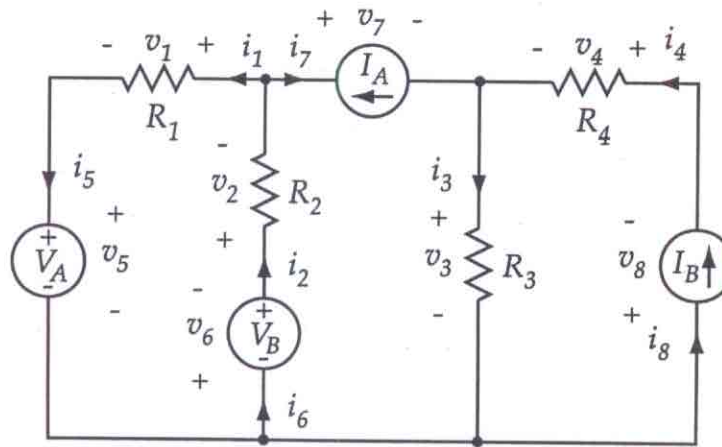 + v7 -
- v1 + i1 i7 IA - v4 + i4
R1 R4
- i3
i5 v2 R2
+ + + -
VA v5 + i2 v3 R3 v8 IB
- - - + -
v6 VB +
- i8
+ i6